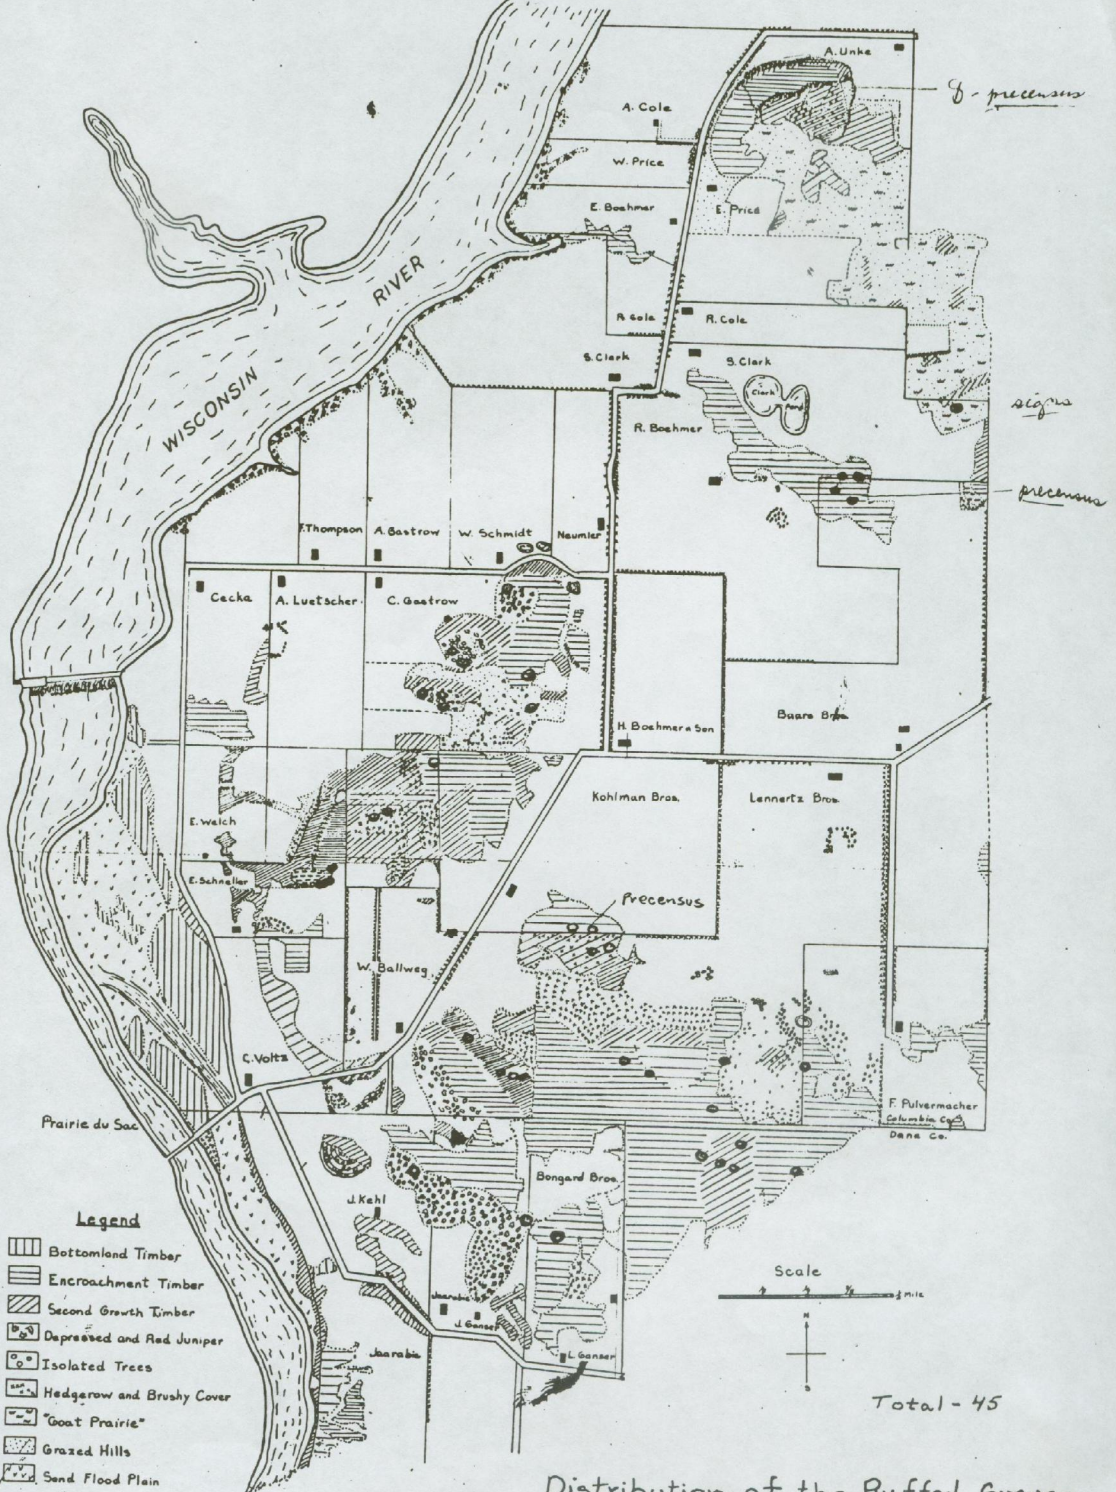 A. Unke
8 - precensus
A. Cole
W. Price
E. Boehmer
E. Price
WISCONSIN RIVER
R. Cole
R. Cole
S. Clark
S. Clark
Clark
Pond
signs
R. Boehmer
precensus
F. Thompson
A. Gastrow
W. Schmidt
Neumler
Cecka
A. Luetscher
C. Gastrow
H. Boehmer & Son
Kohlman Bros.
Lennertz Bros.
E. Welch
E. Schneller
Precensus
W. Ballweg
C. Voltz
F. Pulvermacher
Columbia Co.
Dane Co.
Prairie du Sac
Bongard Bros.
J. Kehl
J. Ganser
L. Ganser
Legend
Bottomland Timber
Encroachment Timber
Second Growth Timber
Depressed and Red Juniper
Isolated Trees
Hedgerow and Brushy Cover
"Goat Prairie"
Grazed Hills
Sand Flood Plain
Scale
Mile
N
S
Total - 45
Distribution of the Ruffed Grouse